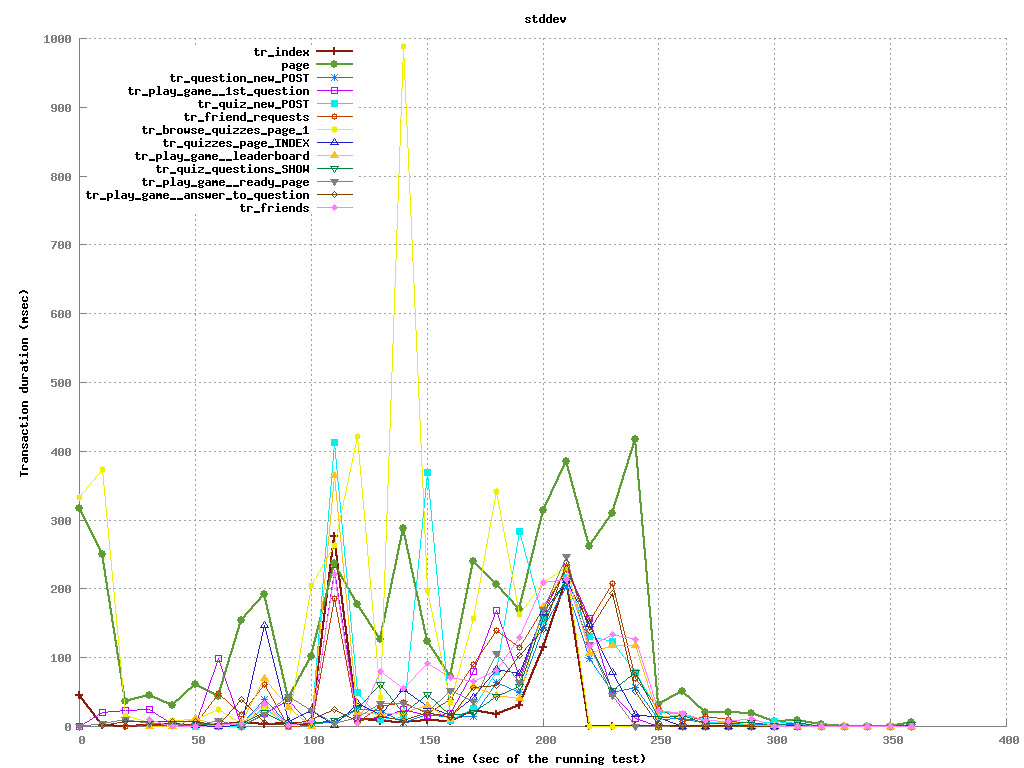 stddev
1000
900
800
700
600
500
400
300
200
100
0
Transaction duration (msec)
tr_index
page
tr_question_new_POST
tr_play_game__1st_question
tr_quiz_new_POST
tr_friend_requests
tr_browse_quizzes_page_1
tr_quizzes_page_INDEX
tr_play_game__leaderboard
tr_quiz_questions_SHOW
tr_play_game__ready_page
tr_play_game__answer_to_question
tr_friends
0 50 100 150 200 250 300 350 400
time (sec of the running test)